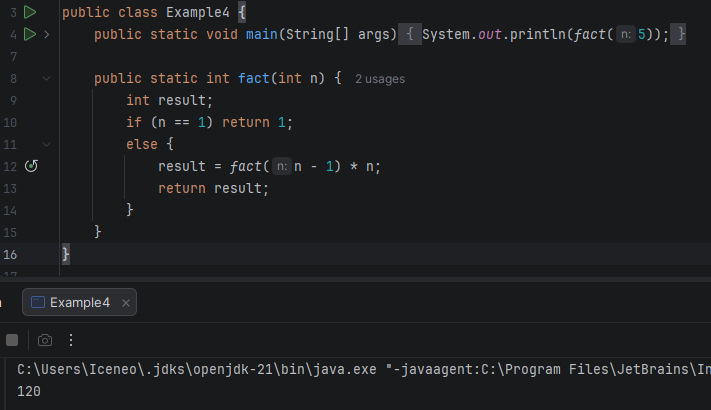 3 public class Example4 {
4 public static void main(String[] args) { System.out.println(fact( n: 5)); }
8 public static int fact(int n) { 2 usages
9 int result;
10 if (n == 1) return 1;
11 else {
12 result = fact( n: n - 1) * n;
13 return result;
14 }
15 }
16 }
17
Example4 ×
C:\Users\Iceneo\.jdks\openjdk-21\bin\java.exe "-javaagent:C:\Program Files\JetBrains\In
120